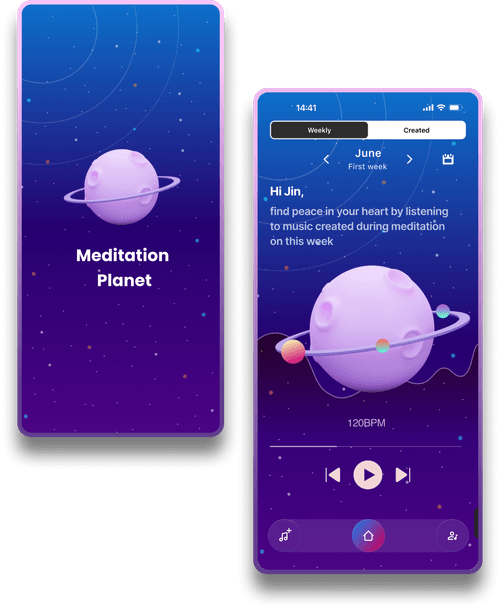 Meditation
Planet
14:41
Weekly
Created
June
First week
Hi Jin,
find peace in your heart by listening
to music created during meditation
on this week
120BPM